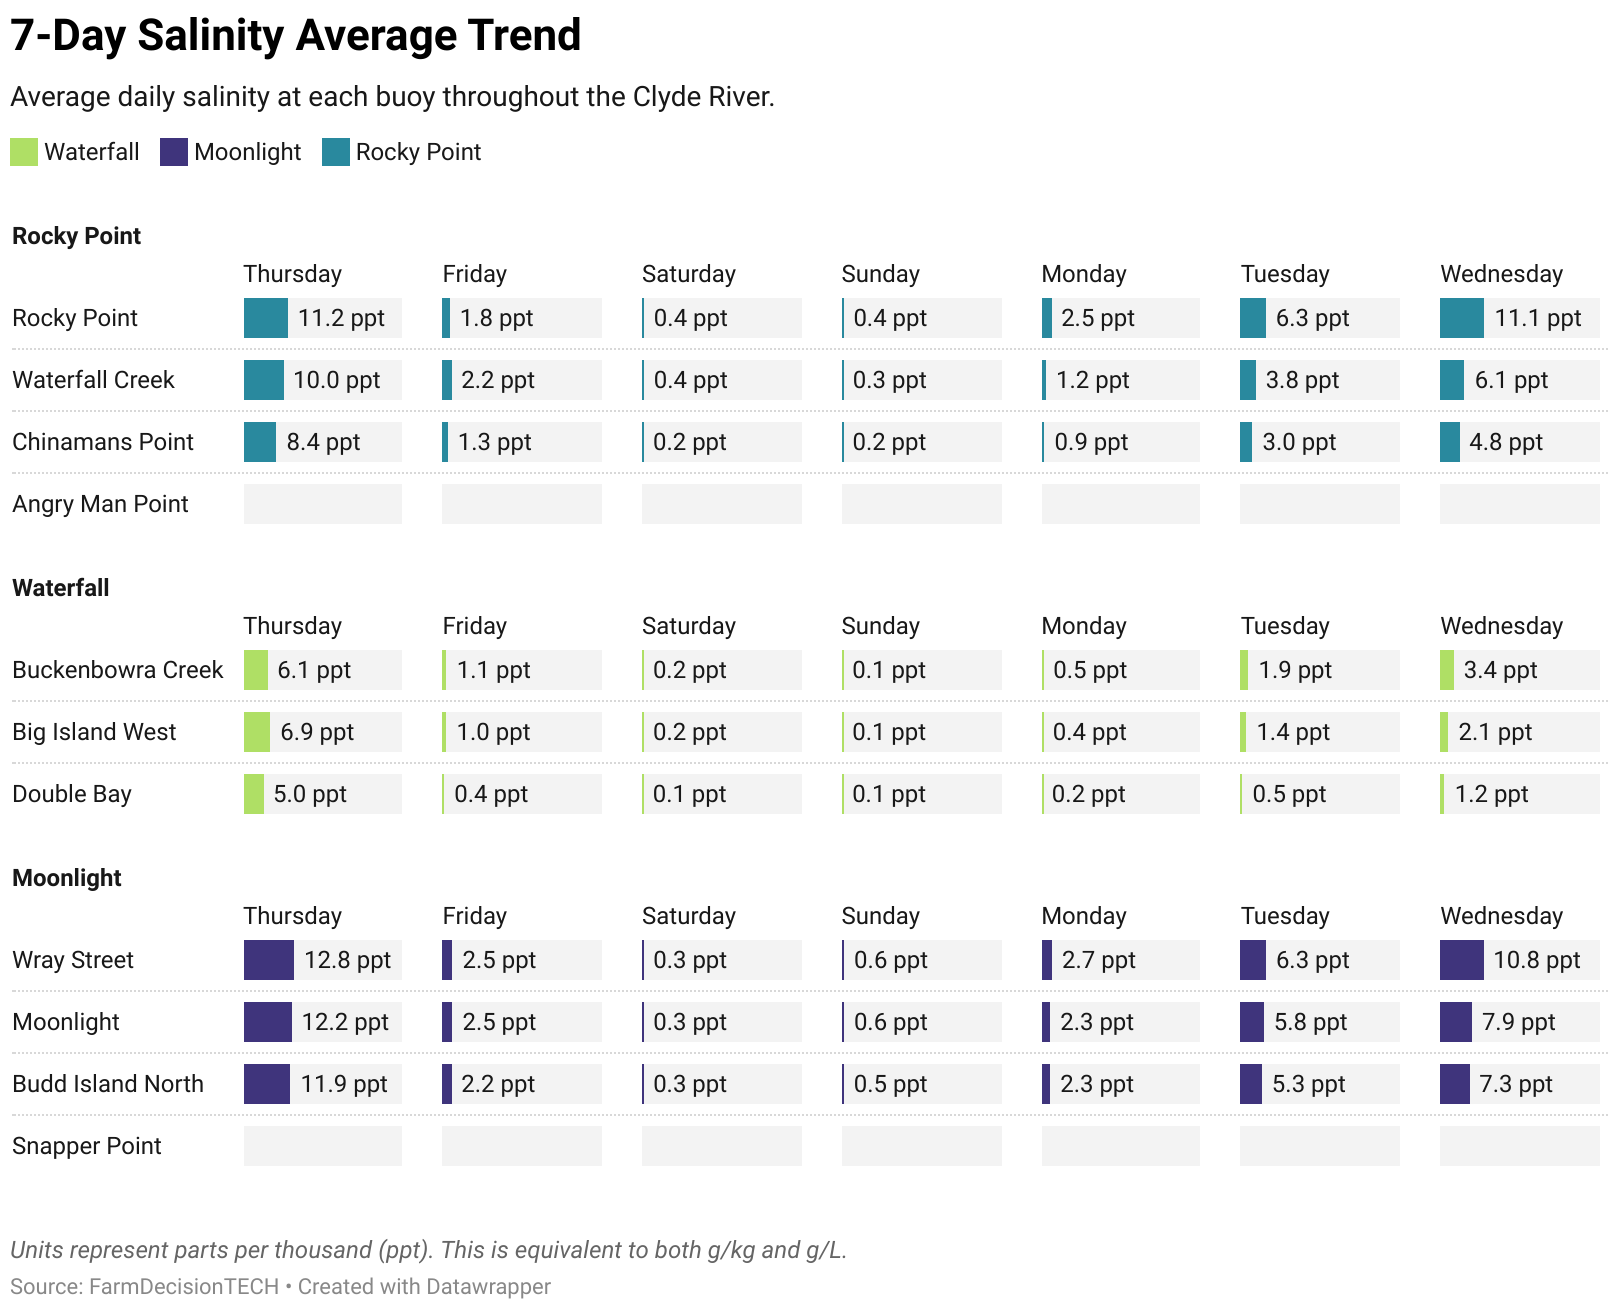 7-Day Salinity Average Trend
Average daily salinity at each buoy throughout the Clyde River.
Waterfall Moonlight Rocky Point
Rocky Point
Thursday Friday Saturday Sunday Monday Tuesday Wednesday
Rocky Point 11.2 ppt 1.8 ppt 0.4 ppt 0.4 ppt 2.5 ppt 6.3 ppt 11.1 ppt
Waterfall Creek 10.0 ppt 2.2 ppt 0.4 ppt 0.3 ppt 1.2 ppt 3.8 ppt 6.1 ppt
Chinamans Point 8.4 ppt 1.3 ppt 0.2 ppt 0.2 ppt 0.9 ppt 3.0 ppt 4.8 ppt
Angry Man Point
Waterfall
Thursday Friday Saturday Sunday Monday Tuesday Wednesday
Buckenbowra Creek 6.1 ppt 1.1 ppt 0.2 ppt 0.1 ppt 0.5 ppt 1.9 ppt 3.4 ppt
Big Island West 6.9 ppt 1.0 ppt 0.2 ppt 0.1 ppt 0.4 ppt 1.4 ppt 2.1 ppt
Double Bay 5.0 ppt 0.4 ppt 0.1 ppt 0.1 ppt 0.2 ppt 0.5 ppt 1.2 ppt
Moonlight
Thursday Friday Saturday Sunday Monday Tuesday Wednesday
Wray Street 12.8 ppt 2.5 ppt 0.3 ppt 0.6 ppt 2.7 ppt 6.3 ppt 10.8 ppt
Moonlight 12.2 ppt 2.5 ppt 0.3 ppt 0.6 ppt 2.3 ppt 5.8 ppt 7.9 ppt
Budd Island North 11.9 ppt 2.2 ppt 0.3 ppt 0.5 ppt 2.3 ppt 5.3 ppt 7.3 ppt
Snapper Point
Units represent parts per thousand (ppt). This is equivalent to both g/kg and g/L.
Source: FarmDecisionTECH • Created with Datawrapper